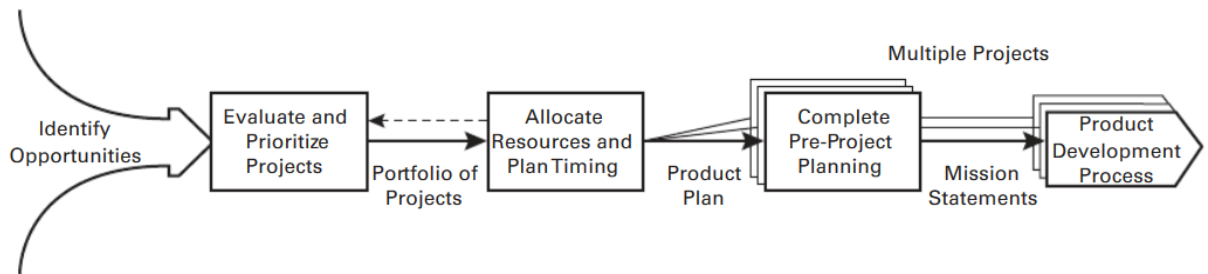 Identify
Opportunities
Evaluate and
Prioritize
Projects
Portfolio of
Projects
Allocate
Resources and
Plan Timing
Product
Plan
Multiple Projects
Complete
Pre-Project
Planning
Mission
Statements
Product
Development
Process